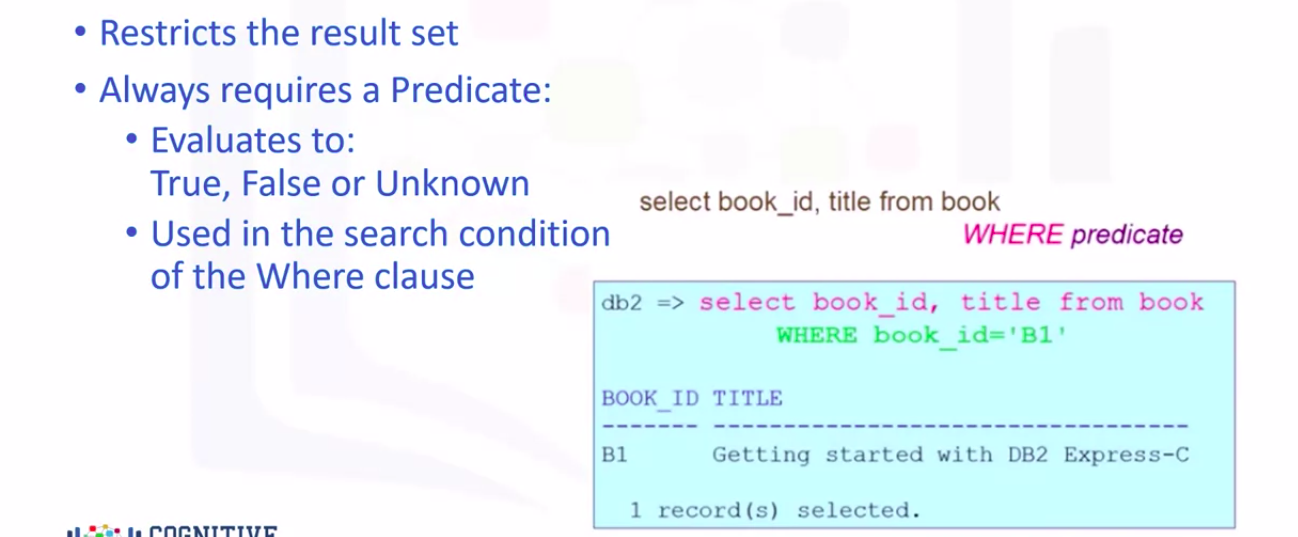 • Restricts the result set
• Always requires a Predicate:
• Evaluates to:
True, False or Unknown
• Used in the search condition
of the Where clause
select book_id, title from book
WHERE predicate
db2 => select book_id, title from book
WHERE book_id='B1'
BOOK_ID TITLE
------- ----------------------------------
B1 Getting started with DB2 Express-C
1 record(s) selected.
COGNITIVE